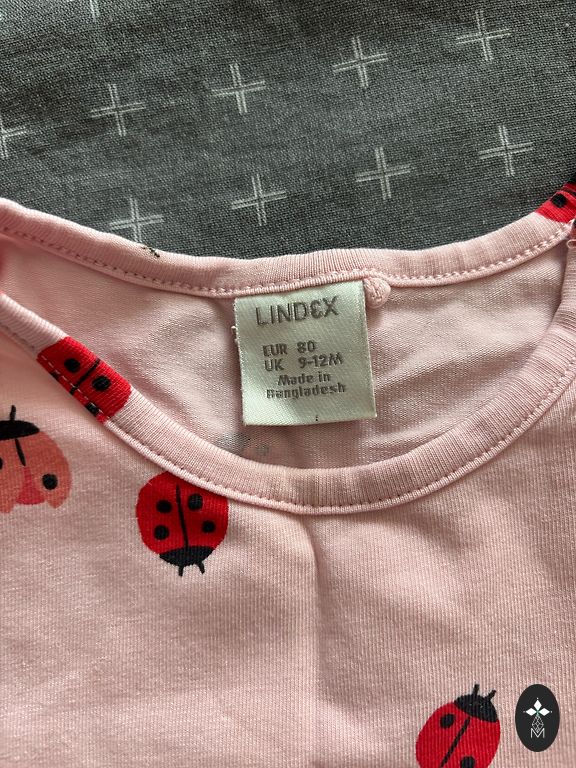 LINDEX
EUR 80
UK 9-12M
Made in
Bangladesh
M